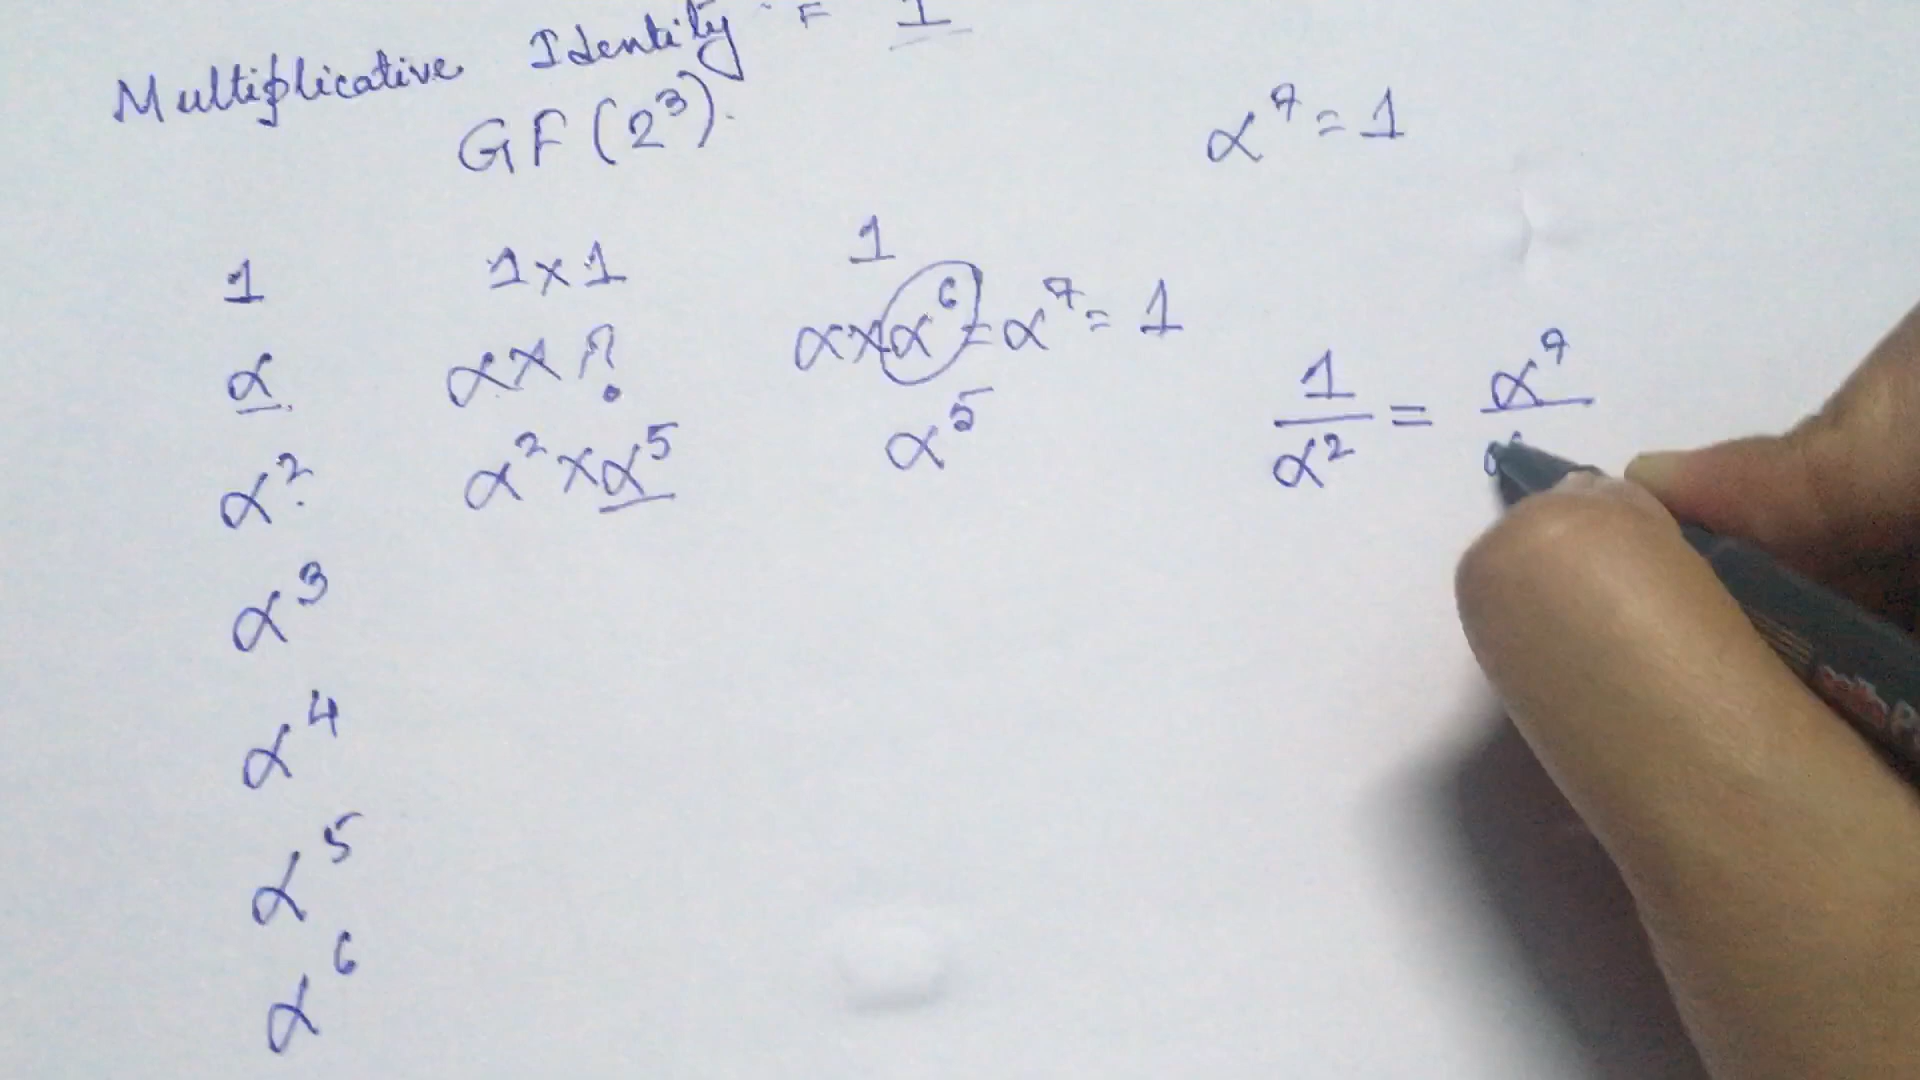 Multiplicative Identity = 1
GF(2³).
α⁷ = 1
1 1×1 1
α α×? α×α⁶ = α⁷ = 1
α² α²×α⁵ α⁵
1/α² = α⁷/
α³
α⁴
α⁵
α⁶